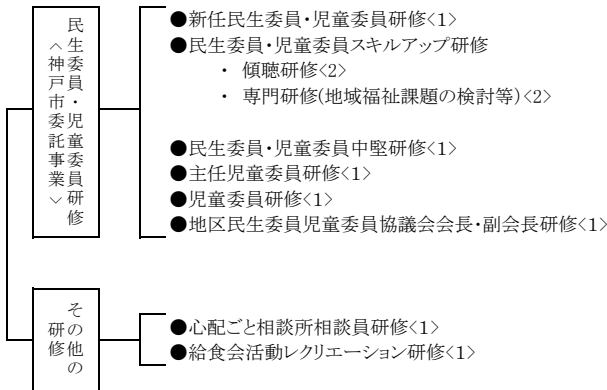 民生委員・児童委員研修
〈神戸市委託事業〉
●新任民生委員・児童委員研修<1>
●民生委員・児童委員スキルアップ研修
・ 傾聴研修<2>
・ 専門研修(地域福祉課題の検討等)<2>
●民生委員・児童委員中堅研修<1>
●主任児童委員研修<1>
●児童委員研修<1>
●地区民生委員児童委員協議会会長・副会長研修<1>
その他の
研修
●心配ごと相談所相談員研修<1>
●給食会活動レクリエーション研修<1>